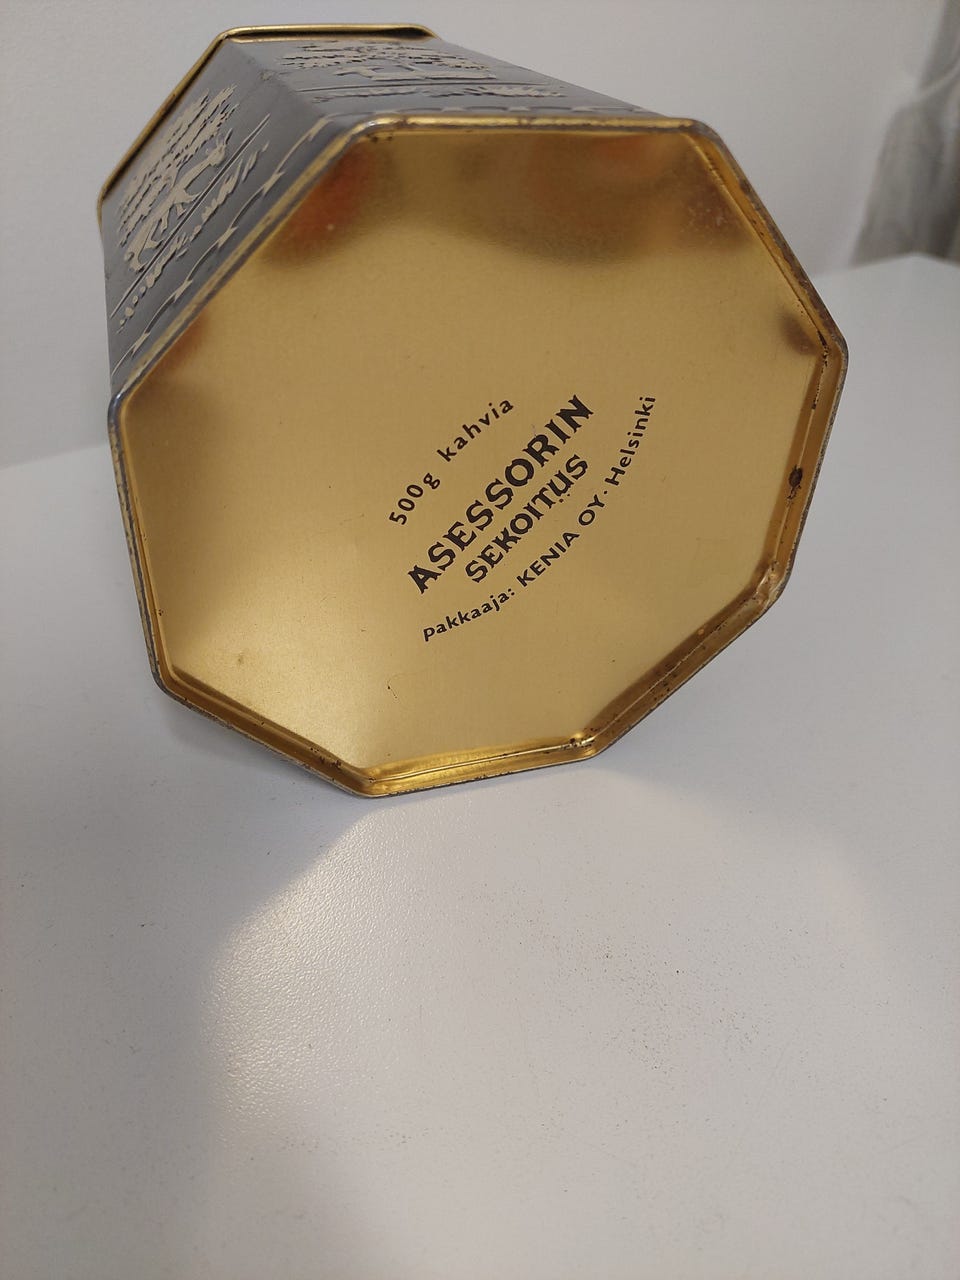 500g kahvia
ASESSORIN
SEKOITUS
pakkaaja: KENIA OY · Helsinki